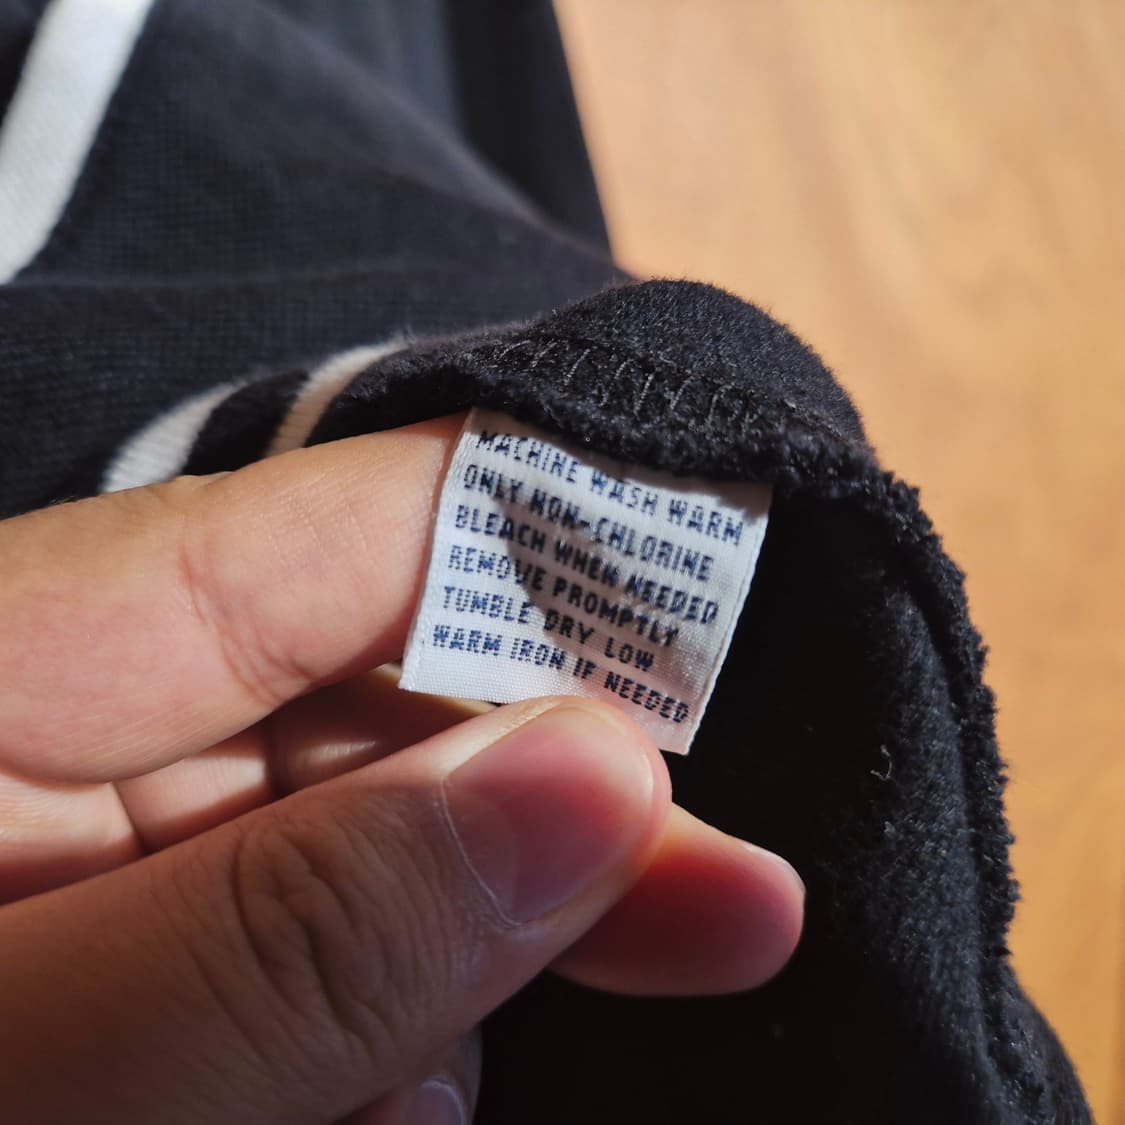 MACHINE WASH WARM
ONLY NON-CHLORINE
BLEACH WHEN NEEDED
REMOVE PROMPTLY
TUMBLE DRY LOW
WARM IRON IF NEEDED